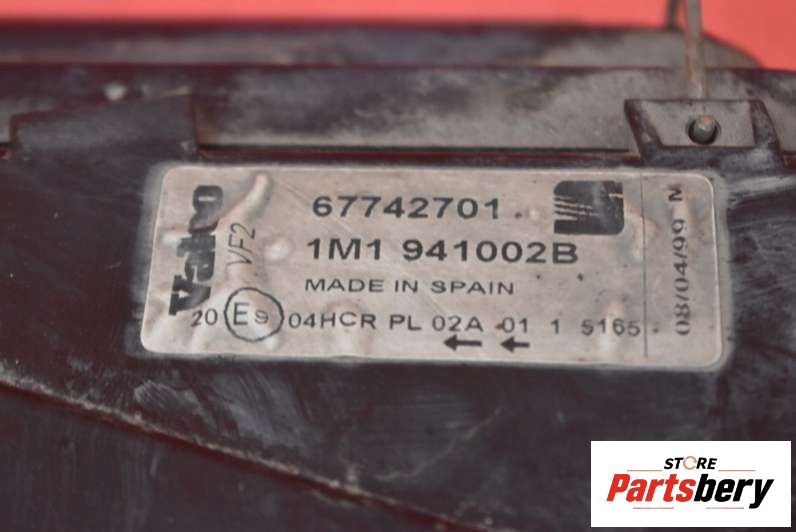 Valeo
VF2
67742701
1M1 941002B
MADE IN SPAIN
20 E9 04HCR PL 02A 01 1 5165
08/04/99 M
STORE
Partsbery